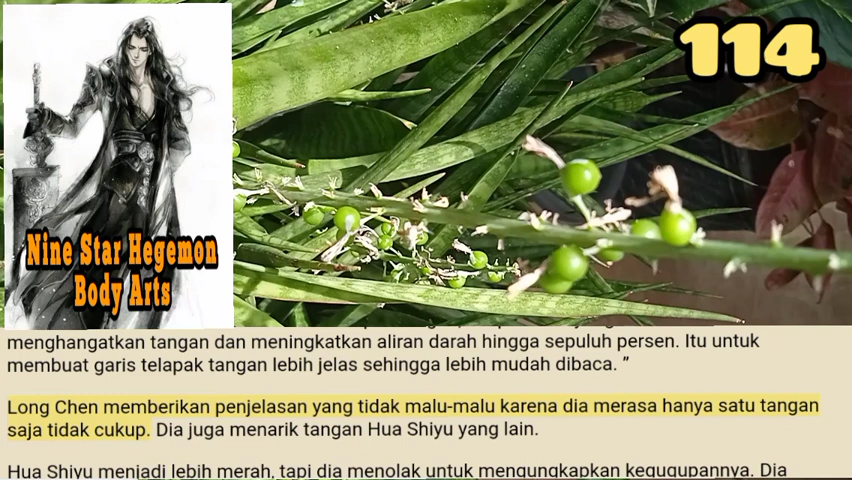 114
Nine Star Hegemon
Body Arts
menghangatkan tangan dan meningkatkan aliran darah hingga sepuluh persen. Itu untuk
membuat garis telapak tangan lebih jelas sehingga lebih mudah dibaca. ”
Long Chen memberikan penjelasan yang tidak malu-malu karena dia merasa hanya satu tangan
saja tidak cukup. Dia juga menarik tangan Hua Shiyu yang lain.
Hua Shiyu menjadi lebih merah, tapi dia menolak untuk mengungkapkan kegugupannya. Dia